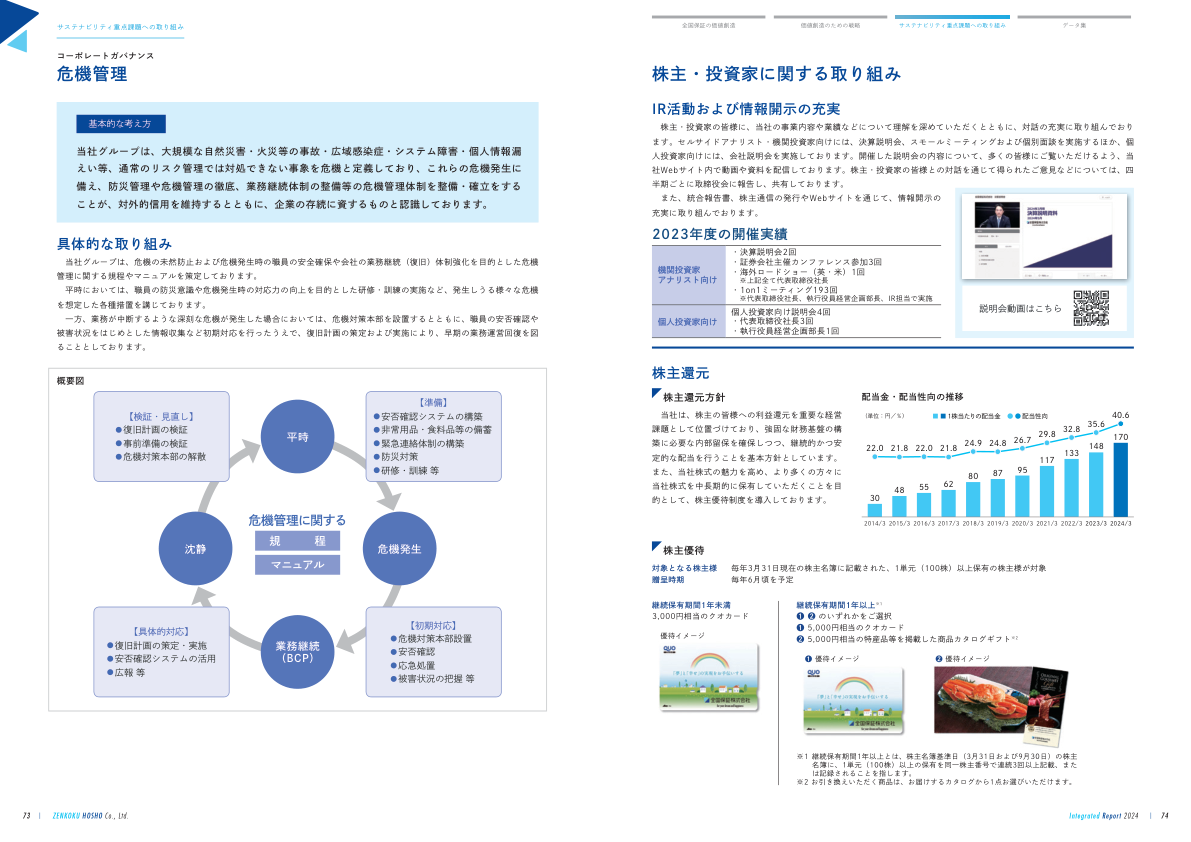 サステナビリティ重点課題への取り組み
コーポレートガバナンス
危機管理
基本的な考え方
当社グループは、大規模な自然災害・火災等の事故・広域感染症・システム障害・個人情報漏
えい等、通常のリスク管理では対処できない事象を危機と定義しており、これらの危機発生に
備え、防災管理や危機管理の徹底、業務継続体制の整備等の危機管理体制を整備・確立をする
ことが、対外的信用を維持するとともに、企業の存続に資するものと認識しております。
具体的な取り組み
当社グループは、危機の未然防止および危機発生時の職員の安全確保や会社の業務継続（復旧）体制強化を目的とした危機
管理に関する規程やマニュアルを策定しております。
平時においては、職員の防災意識や危機発生時の対応力の向上を目的とした研修・訓練の実施など、発生しうる様々な危機
を想定した各種措置を講じております。
一方、業務が中断するような深刻な危機が発生した場合においては、危機対策本部を設置するとともに、職員の安否確認や
被害状況をはじめとした情報収集など初期対応を行ったうえで、復旧計画の策定および実施により、早期の業務運営回復を図
ることとしております。
概要図
【検証・見直し】
●復旧計画の検証
●事前準備の検証
●危機対策本部の解散
平時
【準備】
●安否確認システムの構築
●非常用品・食料品等の備蓄
●緊急連絡体制の構築
●防災対策
●研修・訓練 等
沈静
危機管理に関する
規 程
マニュアル
危機発生
【具体的対応】
●復旧計画の策定・実施
●安否確認システムの活用
●広報 等
業務継続
（BCP）
【初期対応】
●危機対策本部設置
●安否確認
●応急処置
●被害状況の把握 等
73 | ZENKOKU HOSHO Co., Ltd.
全国保証の価値創造 価値創造のための戦略 サステナビリティ重点課題への取り組み データ集
株主・投資家に関する取り組み
IR活動および情報開示の充実
株主・投資家の皆様に、当社の事業内容や業績などについて理解を深めていただくとともに、対話の充実に取り組んでおり
ます。セルサイドアナリスト・機関投資家向けには、決算説明会、スモールミーティングおよび個別面談を実施するほか、個
人投資家向けには、会社説明会を実施しております。開催した説明会の内容について、多くの皆様にご覧いただけるよう、当
社Webサイト内で動画や資料を配信しております。株主・投資家の皆様との対話を通じて得られたご意見などについては、四
半期ごとに取締役会に報告し、共有しております。
また、統合報告書、株主通信の発行やWebサイトを通じて、情報開示の
充実に取り組んでおります。
2023年度の開催実績
機関投資家
アナリスト向け
・決算説明会2回
・証券会社主催カンファレンス参加3回
・海外ロードショー（英・米）1回
※上記全て代表取締役社長
・1on1ミーティング193回
※代表取締役社長、執行役員経営企画部長、IR担当で実施
個人投資家向け
個人投資家向け説明会4回
・代表取締役社長3回
・執行役員経営企画部長1回
決算説明資料
説明会動画はこちら
株主還元
株主還元方針
当社は、株主の皆様への利益還元を重要な経営
課題として位置づけており、強固な財務基盤の構
築に必要な内部留保を確保しつつ、継続的かつ安
定的な配当を行うことを基本方針としています。
また、当社株式の魅力を高め、より多くの方々に
当社株式を中長期的に保有していただくことを目
的として、株主優待制度を導入しております。
配当金・配当性向の推移
（単位：円／％）
■■1株当たりの配当金 ●●配当性向
22.0 21.8 22.0 21.8 24.9 24.8 26.7 29.8 32.8 35.6 40.6
30 48 55 62 80 87 95 117 133 148 170
2014/3 2015/3 2016/3 2017/3 2018/3 2019/3 2020/3 2021/3 2022/3 2023/3 2024/3
株主優待
対象となる株主様 毎年3月31日現在の株主名簿に記載された、1単元（100株）以上保有の株主様が対象
贈呈時期 毎年6月頃を予定
継続保有期間1年未満
3,000円相当のクオカード
優待イメージ
QUO
「夢」と「幸せ」の実現をお手伝いする
全国保証株式会社
継続保有期間1年以上※1
❶ ❷ のいずれかをご選択
❶ 5,000円相当のクオカード
❷ 5,000円相当の特産品等を掲載した商品カタログギフト※2
❶ 優待イメージ
QUO
「夢」と「幸せ」の実現をお手伝いする
全国保証株式会社
❷ 優待イメージ
※1 継続保有期間1年以上とは、株主名簿基準日（3月31日および9月30日）の株主
名簿に、1単元（100株）以上の保有を同一株主番号で連続3回以上記載、また
は記録されることを指します。
※2 お引き換えいただく商品は、お届けするカタログから1点お選びいただけます。
Integrated Report 2024 | 74